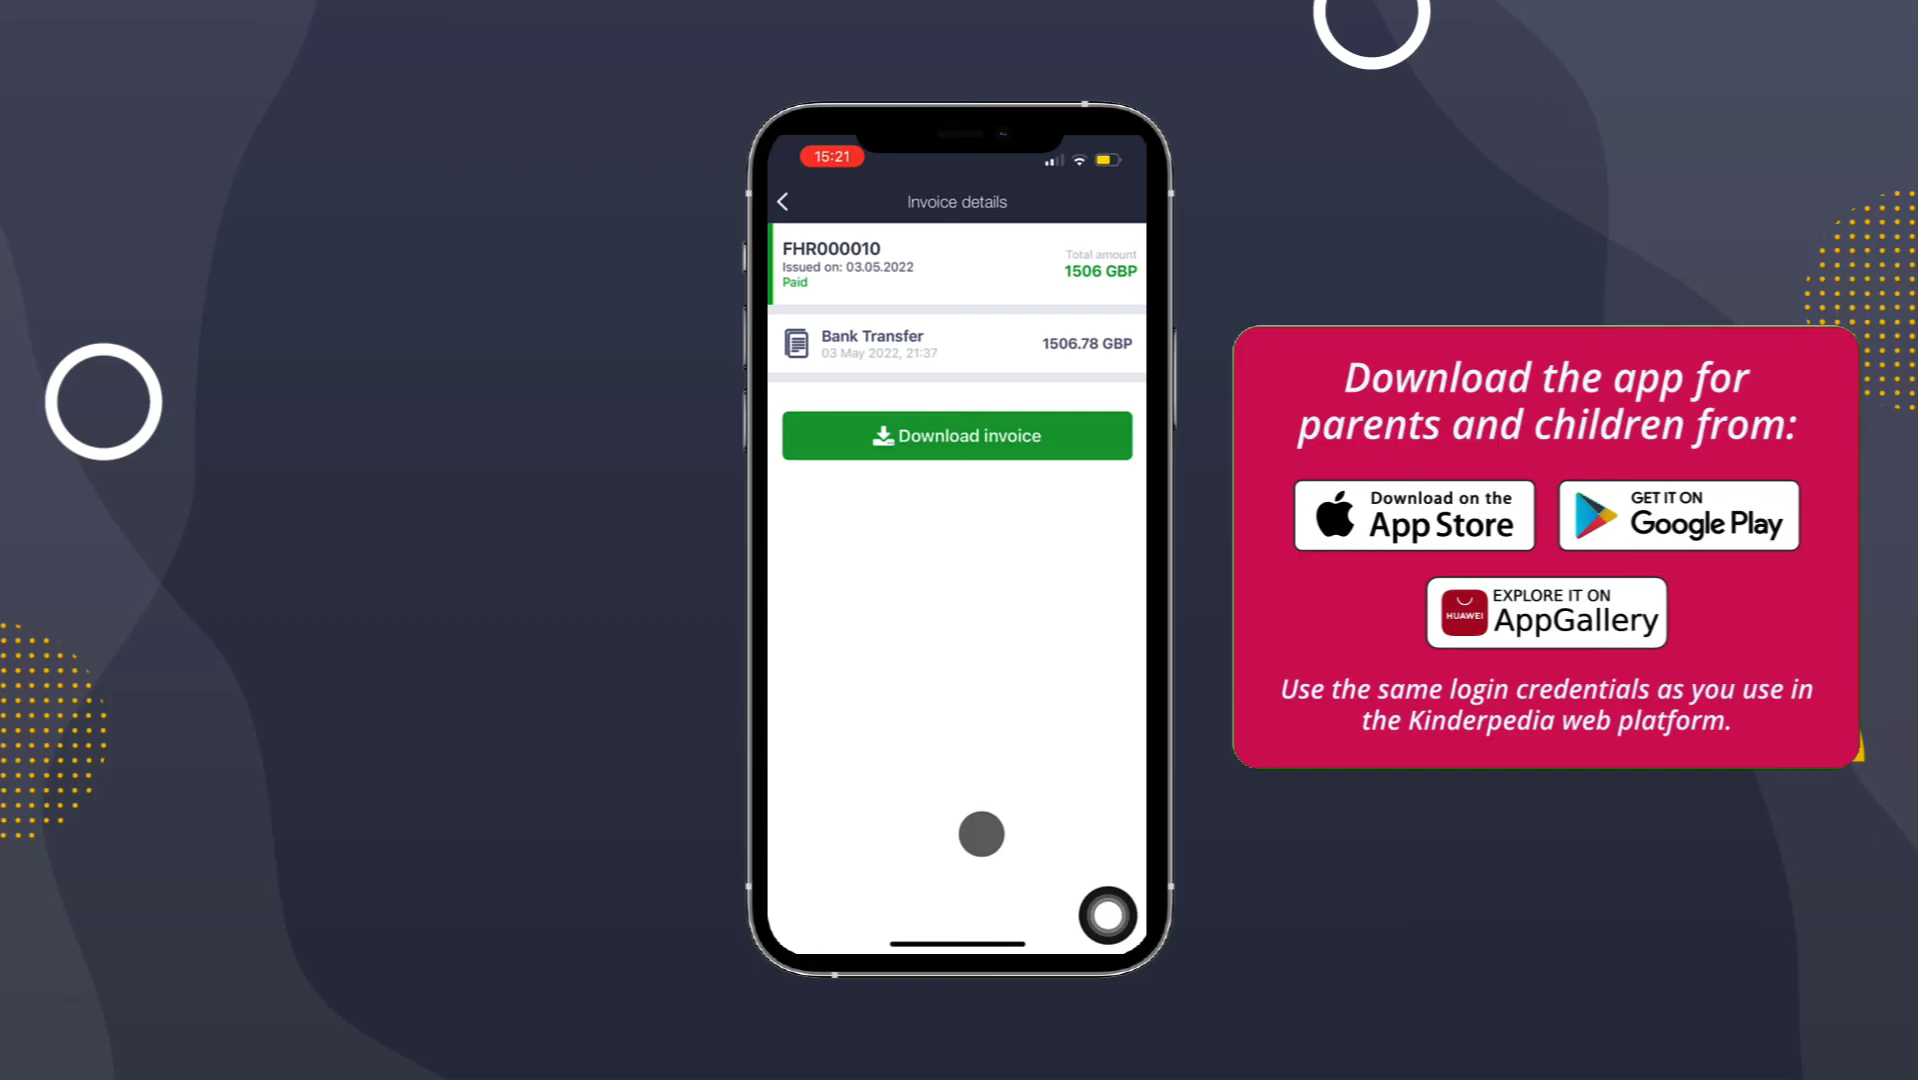 15:21
Invoice details
FHR000010
Issued on: 03.05.2022
Paid
Total amount
1506 GBP
Bank Transfer
03 May 2022, 21:37
1506.78 GBP
Download invoice
Download the app for
parents and children from:
Download on the
App Store
GET IT ON
Google Play
HUAWEI
EXPLORE IT ON
AppGallery
Use the same login credentials as you use in
the Kinderpedia web platform.